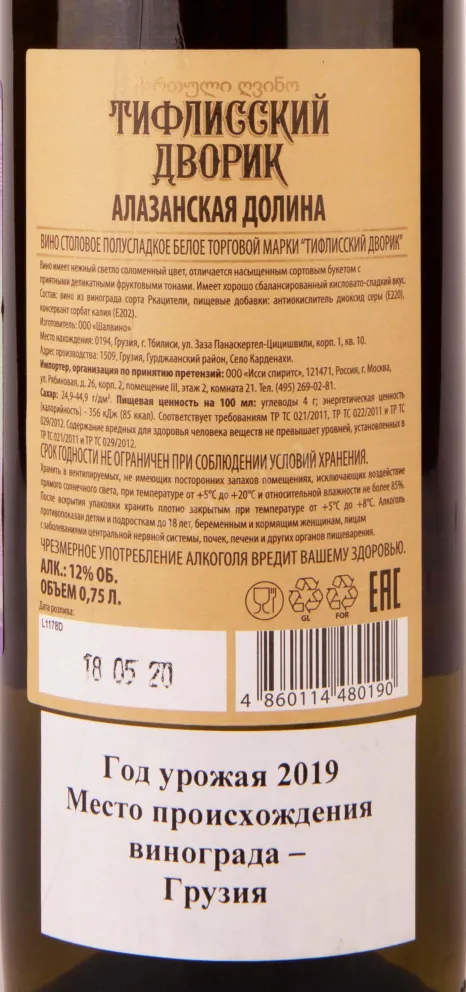 ქართული ღვინო
ТИФЛИССКИЙ
ДВОРИК
АЛАЗАНСКАЯ ДОЛИНА
ВИНО СТОЛОВОЕ ПОЛУСЛАДКОЕ БЕЛОЕ ТОРГОВОЙ МАРКИ "ТИФЛИССКИЙ ДВОРИК"
Вино имеет нежный светло соломенный цвет, отличается насыщенным сортовым букетом с
приятными деликатными фруктовыми тонами. Имеет хорошо сбалансированный кисловато-сладкий вкус.
Состав: вино из винограда сорта Ркацители, пищевые добавки: антиокислитель диоксид серы (Е220),
консервант сорбат калия (Е202).
Изготовитель: ООО «Шалвино»
Место нахождения: 0194, Грузия, г. Тбилиси, ул. Заза Панаскертел-Цицишвили, корп. 1, кв. 10.
Адрес производства: 1509, Грузия, Гурджаанский район, Село Карденахи.
Импортер, организация по принятию претензий: ООО «Исси спиритс», 121471, Россия, г. Москва,
ул. Рябиновая, д. 26, корп. 2, помещение III, этаж 2, комната 21. Тел. (495) 269-02-81.
Сахар: 24,9-44,9 г/дм³. Пищевая ценность на 100 мл: углеводы 4 г; энергетическая ценность
(калорийность) - 356 кДж (85 ккал). Соответствует требованиям ТР ТС 021/2011, ТР ТС 022/2011 и ТР ТС
029/2012. Содержание вредных для здоровья человека веществ не превышает уровней, установленных в
ТР ТС 021/2011 и ТР ТС 029/2012.
СРОК ГОДНОСТИ НЕ ОГРАНИЧЕН ПРИ СОБЛЮДЕНИИ УСЛОВИЙ ХРАНЕНИЯ.
Хранить в вентилируемых, не имеющих посторонних запахов помещениях, исключающих воздействие
прямого солнечного света, при температуре от +5°С до +20°С и относительной влажности не более 85%.
После вскрытия упаковки хранить плотно закрытым при температуре от +5°С до +8°С. Алкоголь
противопоказан детям и подросткам до 18 лет, беременным и кормящим женщинам, лицам
с заболеваниями центральной нервной системы, почек, печени и других органов пищеварения.
ЧРЕЗМЕРНОЕ УПОТРЕБЛЕНИЕ АЛКОГОЛЯ ВРЕДИТ ВАШЕМУ ЗДОРОВЬЮ.
АЛК.: 12% ОБ.
ОБЪЕМ 0,75 Л.
GL FOR EAC
Дата розлива:
L1178D
18 05 20
4 860114 480190
Год урожая 2019
Место происхождения
винограда –
Грузия